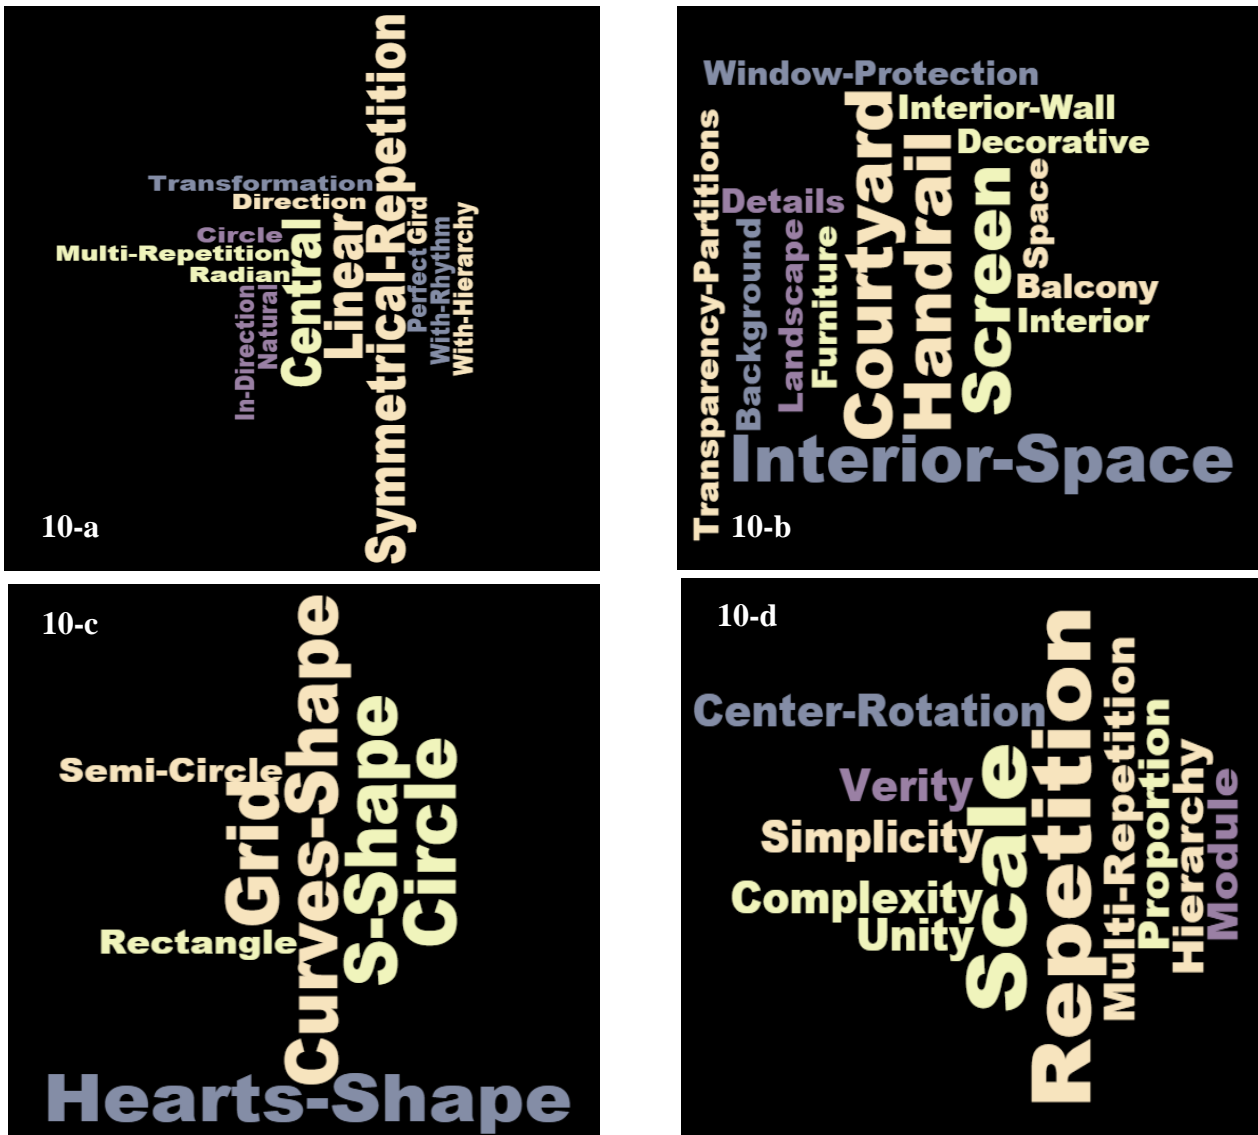 Symmetrical-Repetition
Transformation
Direction
Circle
Multi-Repetition
Radian
In-Direction
Natural
Central
Linear
Perfect
Gird
With-Rhythm
With-Hierarchy
10-a
Window-Protection
Interior-Wall
Decorative
Transparency-Partitions
Details
Background
Landscape
Furniture
Courtyard
Handrail
Screen
Space
Balcony
Interior
Interior-Space
10-b
10-c
Semi-Circle
Grid
Rectangle
Curves-Shape
S-Shape
Circle
Hearts-Shape
10-d
Center-Rotation
Verity
Simplicity
Complexity
Unity
Scale
Repetition
Multi-Repetition
Proportion
Hierarchy
Module